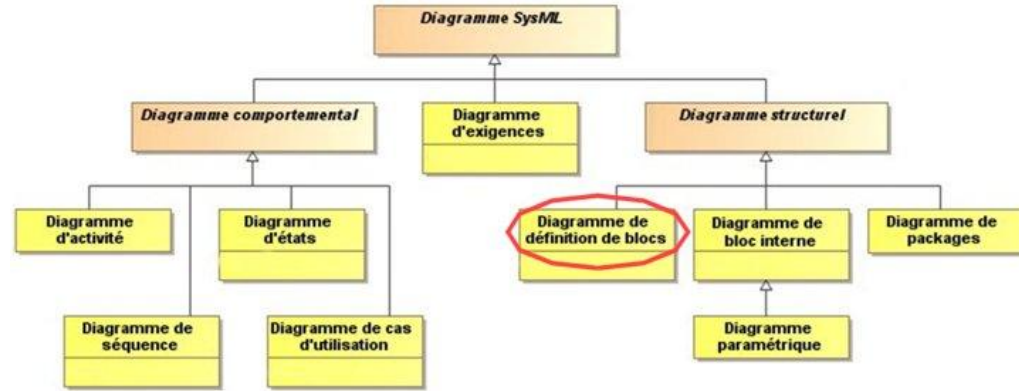 Diagramme SysML
Diagramme comportemental
Diagramme
d'exigences
Diagramme structurel
Diagramme
d'activité
Diagramme
d'états
Diagramme de
définition de blocs
Diagramme de
bloc interne
Diagramme de
packages
Diagramme de
séquence
Diagramme de cas
d'utilisation
Diagramme
paramétrique